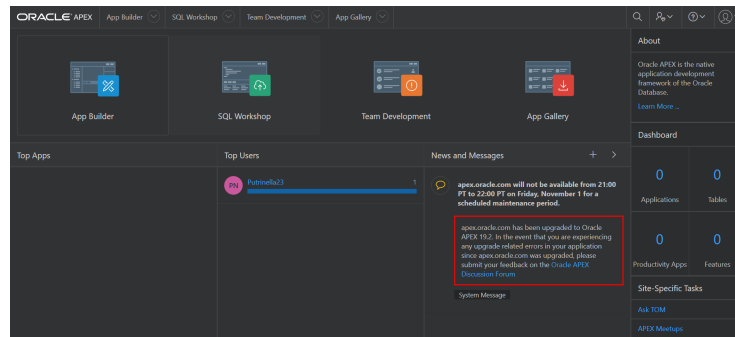 ORACLE APEX App Builder SQL Workshop Team Development App Gallery
App Builder
SQL Workshop
Team Development
App Gallery
About
Oracle APEX is the native
application development
framework of the Oracle
Database.
Learn More ...
Dashboard
0
Applications
0
Tables
0
Productivity Apps
0
Features
Site-Specific Tasks
Ask TOM
APEX Meetups
Top Apps
Top Users
PN Putrinella23 1
News and Messages
apex.oracle.com will not be available from 21:00
PT to 22:00 PT on Friday, November 1 for a
scheduled maintenance period.
apex.oracle.com has been upgraded to Oracle
APEX 19.2. In the event that you are experiencing
any upgrade related errors in your application
since apex.oracle.com was upgraded, please
submit your feedback on the Oracle APEX
Discussion Forum
System Message